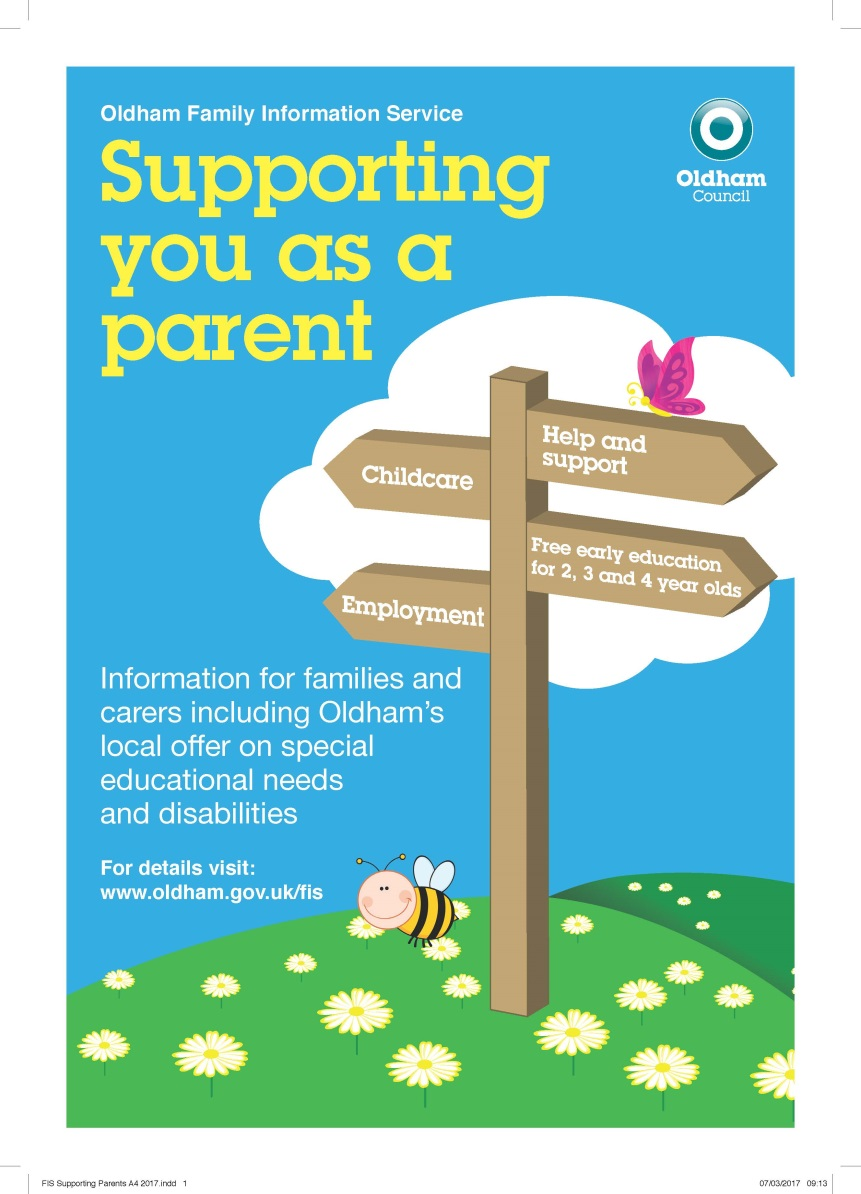 Oldham Family Information Service
Supporting
you as a
parent
Oldham
Council
Help and
support
Childcare
Free early education
for 2, 3 and 4 year olds
Employment
Information for families and
carers including Oldham's
local offer on special
educational needs
and disabilities
For details visit:
www.oldham.gov.uk/fis
FIS Supporting Parents A4 2017.indd 1
07/03/2017 09:13